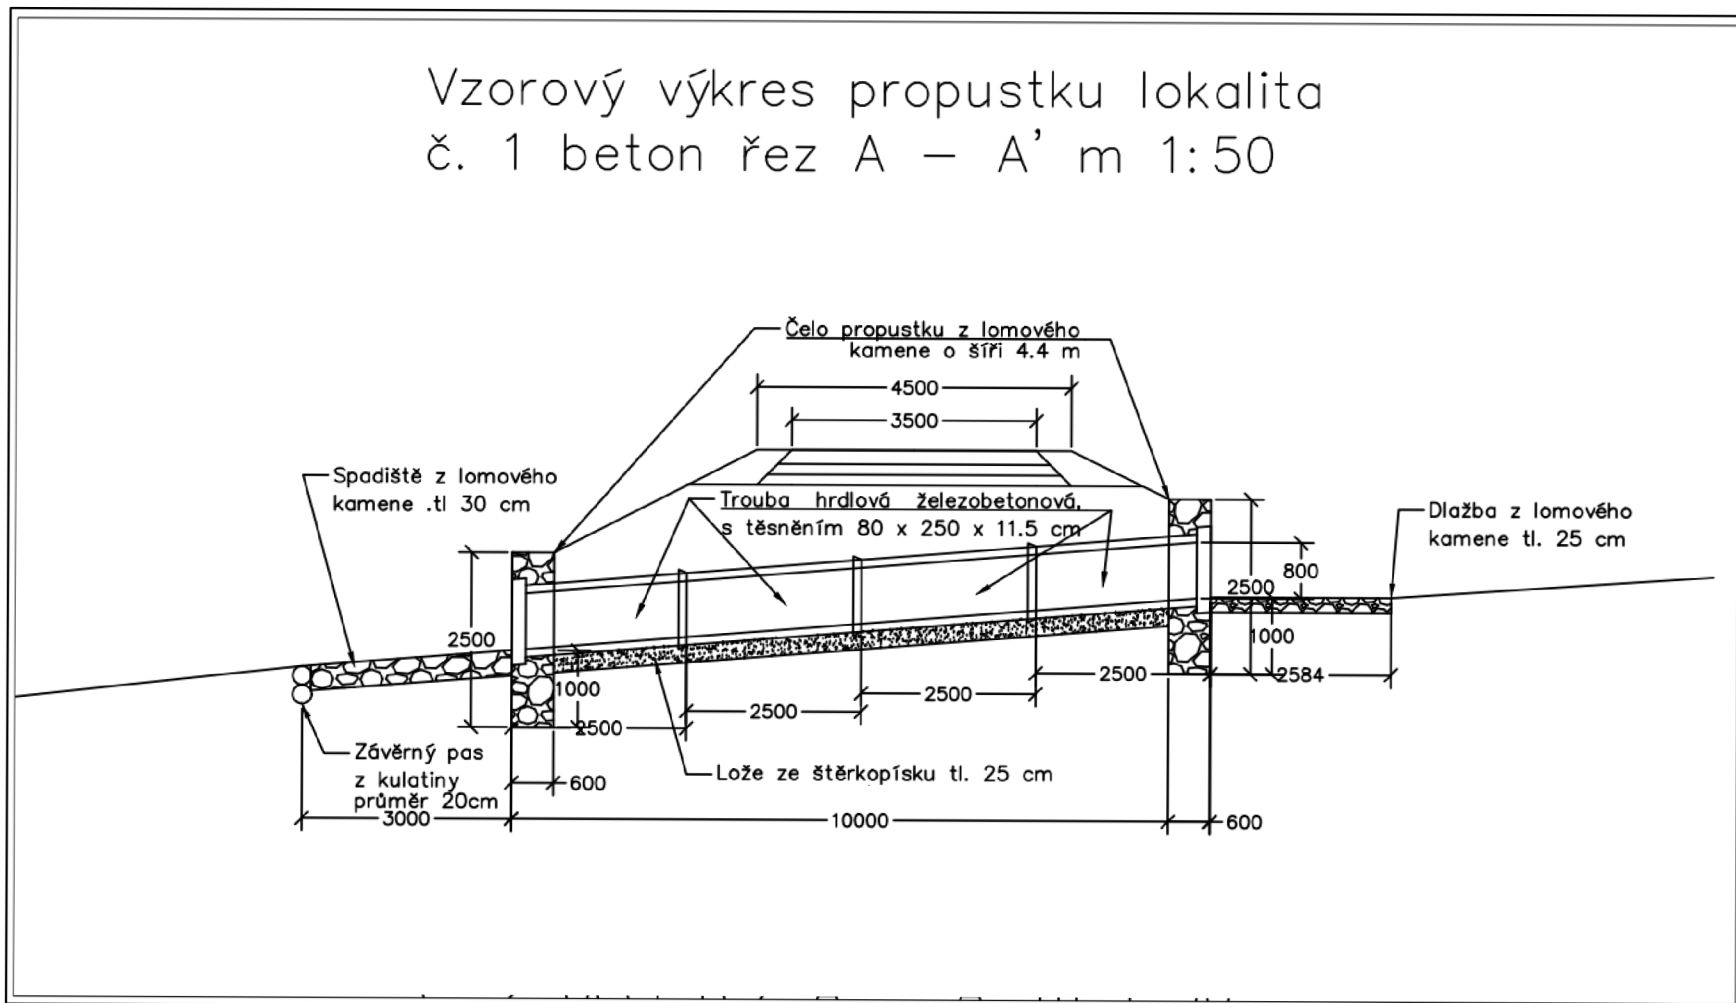 Vzorový výkres propustku lokalita
č. 1 beton řez A – A' m 1:50
Čelo propustku z lomového
kamene o šíři 4.4 m
4500
3500
Spadiště z lomového
kamene .tl 30 cm
Trouba hrdlová železobetonová,
s těsněním 80 x 250 x 11.5 cm
Dlažba z lomového
kamene tl. 25 cm
800
2500
2500
1000
1000
2584
2500
2500
2500
2500
Závěrný pas
z kulatiny
průměr 20cm
Lože ze štěrkopísku tl. 25 cm
600
3000
10000
600